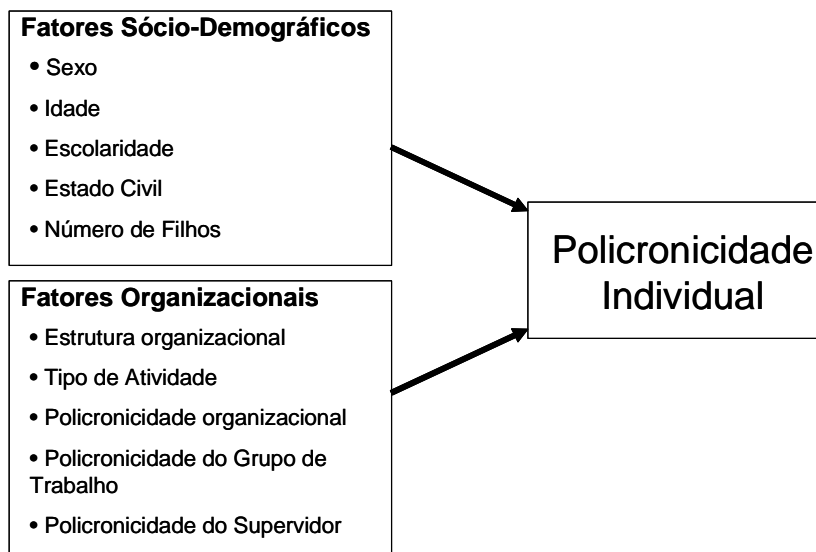 Fatores Sócio-Demográficos
• Sexo
• Idade
• Escolaridade
• Estado Civil
• Número de Filhos
Fatores Organizacionais
• Estrutura organizacional
• Tipo de Atividade
• Policronicidade organizacional
• Policronicidade do Grupo de
Trabalho
• Policronicidade do Supervidor
Policronicidade
Individual